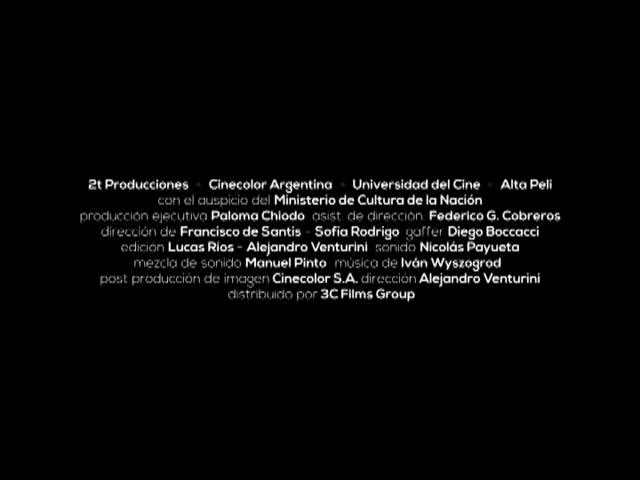 2t Producciones - Cinecolor Argentina - Universidad del Cine - Alta Peli
con el auspicio del Ministerio de Cultura de la Nación
producción ejecutiva Paloma Chiodo asist. de dirección Federico G. Cobreros
dirección de Francisco de Santis - Sofía Rodrigo gaffer Diego Boccacci
edición Lucas Rios - Alejandro Venturini sonido Nicolás Payueta
mezcla de sonido Manuel Pinto música de Iván Wyszogrod
post producción de imagen Cinecolor S.A. dirección Alejandro Venturini
distribuido por 3C Films Group